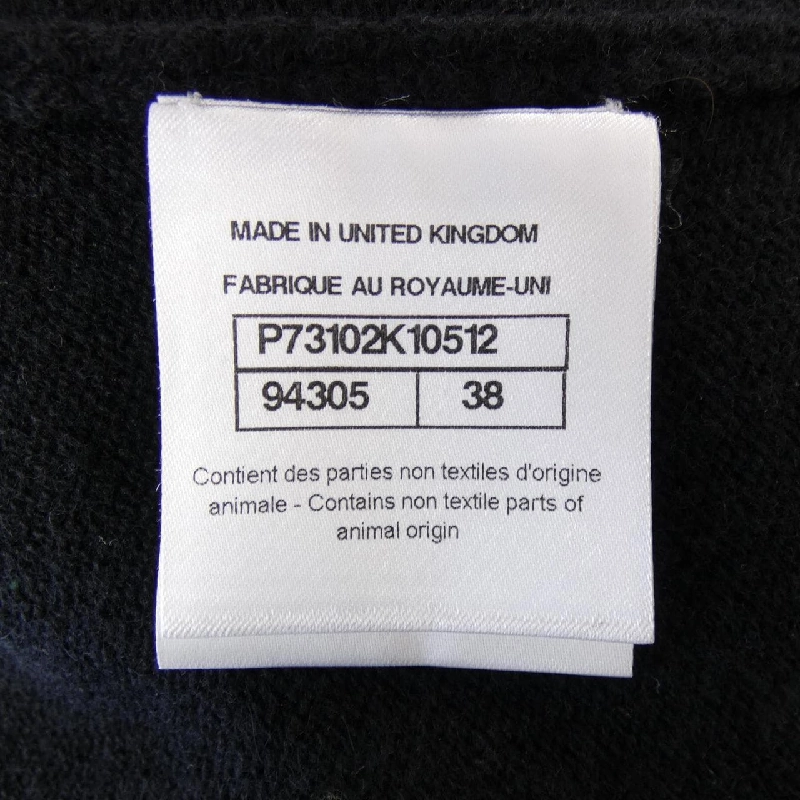 MADE IN UNITED KINGDOM
FABRIQUE AU ROYAUME-UNI
P73102K10512
94305 38
Contient des parties non textiles d'origine
animale - Contains non textile parts of
animal origin